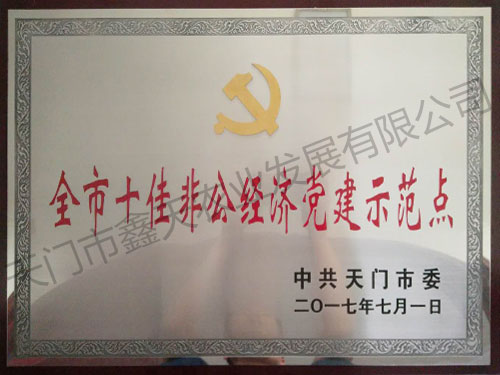 全市十佳非公经济党建示范点
中共天门市委
二〇一七年七月一日
天门市鑫天农业发展有限公司